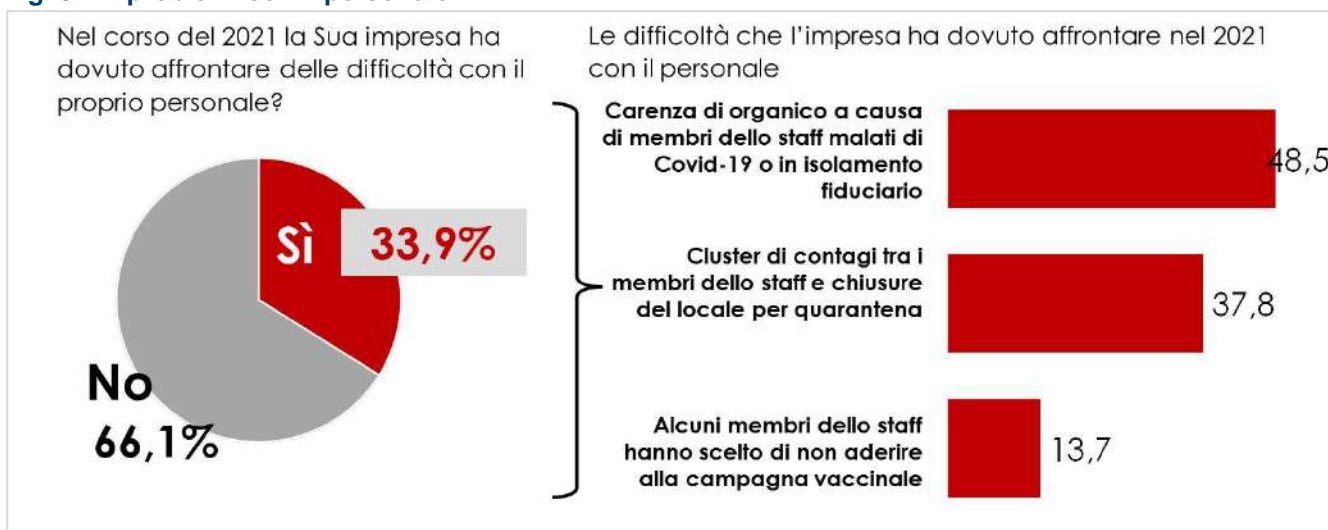 Nel corso del 2021 la Sua impresa ha
dovuto affrontare delle difficoltà con il
proprio personale?
Sì
33,9%
No
66,1%
Le difficoltà che l'impresa ha dovuto affrontare nel 2021
con il personale
Carenza di organico a causa
di membri dello staff malati di
Covid-19 o in isolamento
fiduciario
48,5
Cluster di contagi tra i
membri dello staff e chiusure
del locale per quarantena
37,8
Alcuni membri dello staff
hanno scelto di non aderire
alla campagna vaccinale
13,7